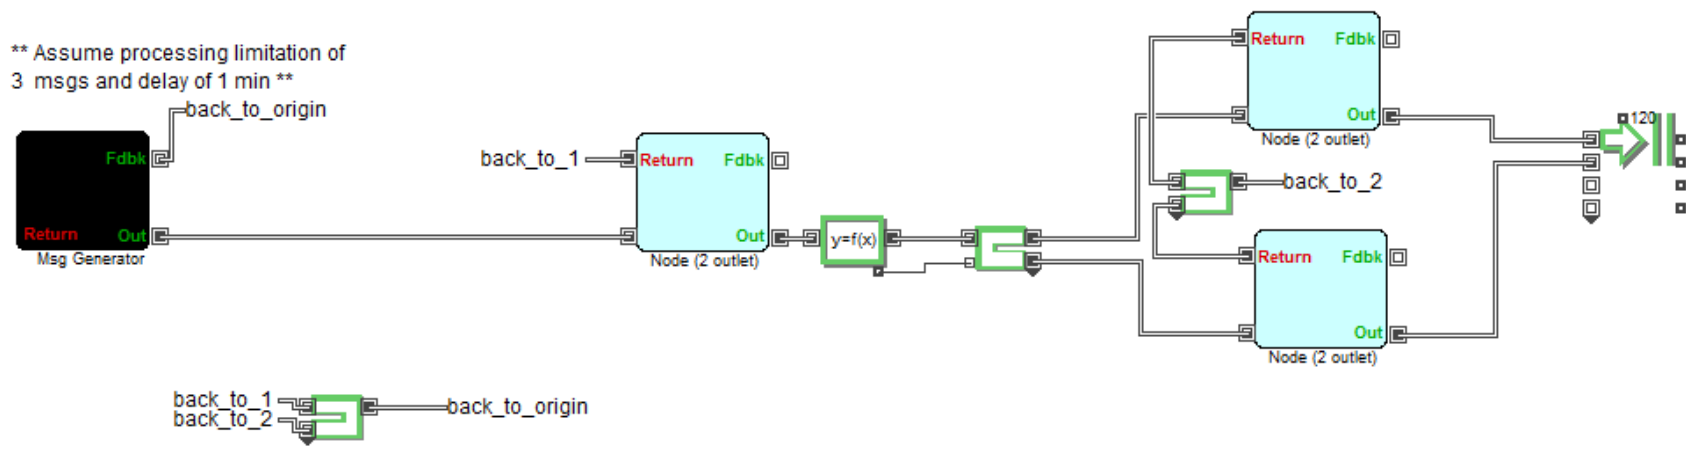 ** Assume processing limitation of
3 msgs and delay of 1 min **
back_to_origin
Fdbk
Return
Out
Msg Generator
back_to_1
Return
Fdbk
Out
Node (2 outlet)
y=f(x)
Return
Fdbk
Out
Node (2 outlet)
back_to_2
Return
Fdbk
Out
Node (2 outlet)
120
back_to_1
back_to_2
back_to_origin